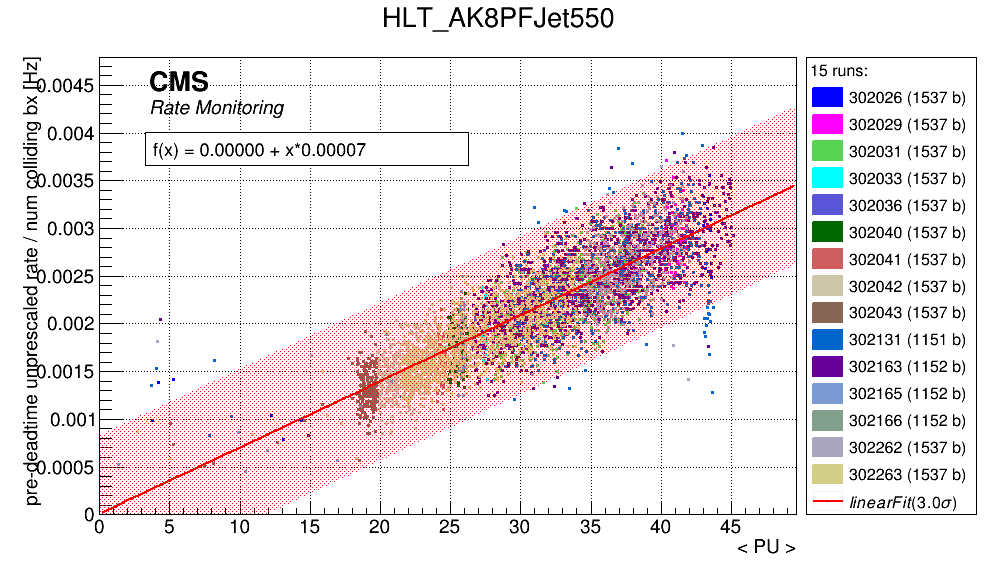 HLT_AK8PFJet550
pre-deadtime unprescaled rate / num colliding bx [Hz]
0.0045
0.004
0.0035
0.003
0.0025
0.002
0.0015
0.001
0.0005
0
CMS
Rate Monitoring
f(x) = 0.00000 + x*0.00007
0 5 10 15 20 25 30 35 40 45
< PU >
15 runs:
302026 (1537 b)
302029 (1537 b)
302031 (1537 b)
302033 (1537 b)
302036 (1537 b)
302040 (1537 b)
302041 (1537 b)
302042 (1537 b)
302043 (1537 b)
302131 (1151 b)
302163 (1152 b)
302165 (1152 b)
302166 (1152 b)
302262 (1537 b)
302263 (1537 b)
linearFit(3.0σ)